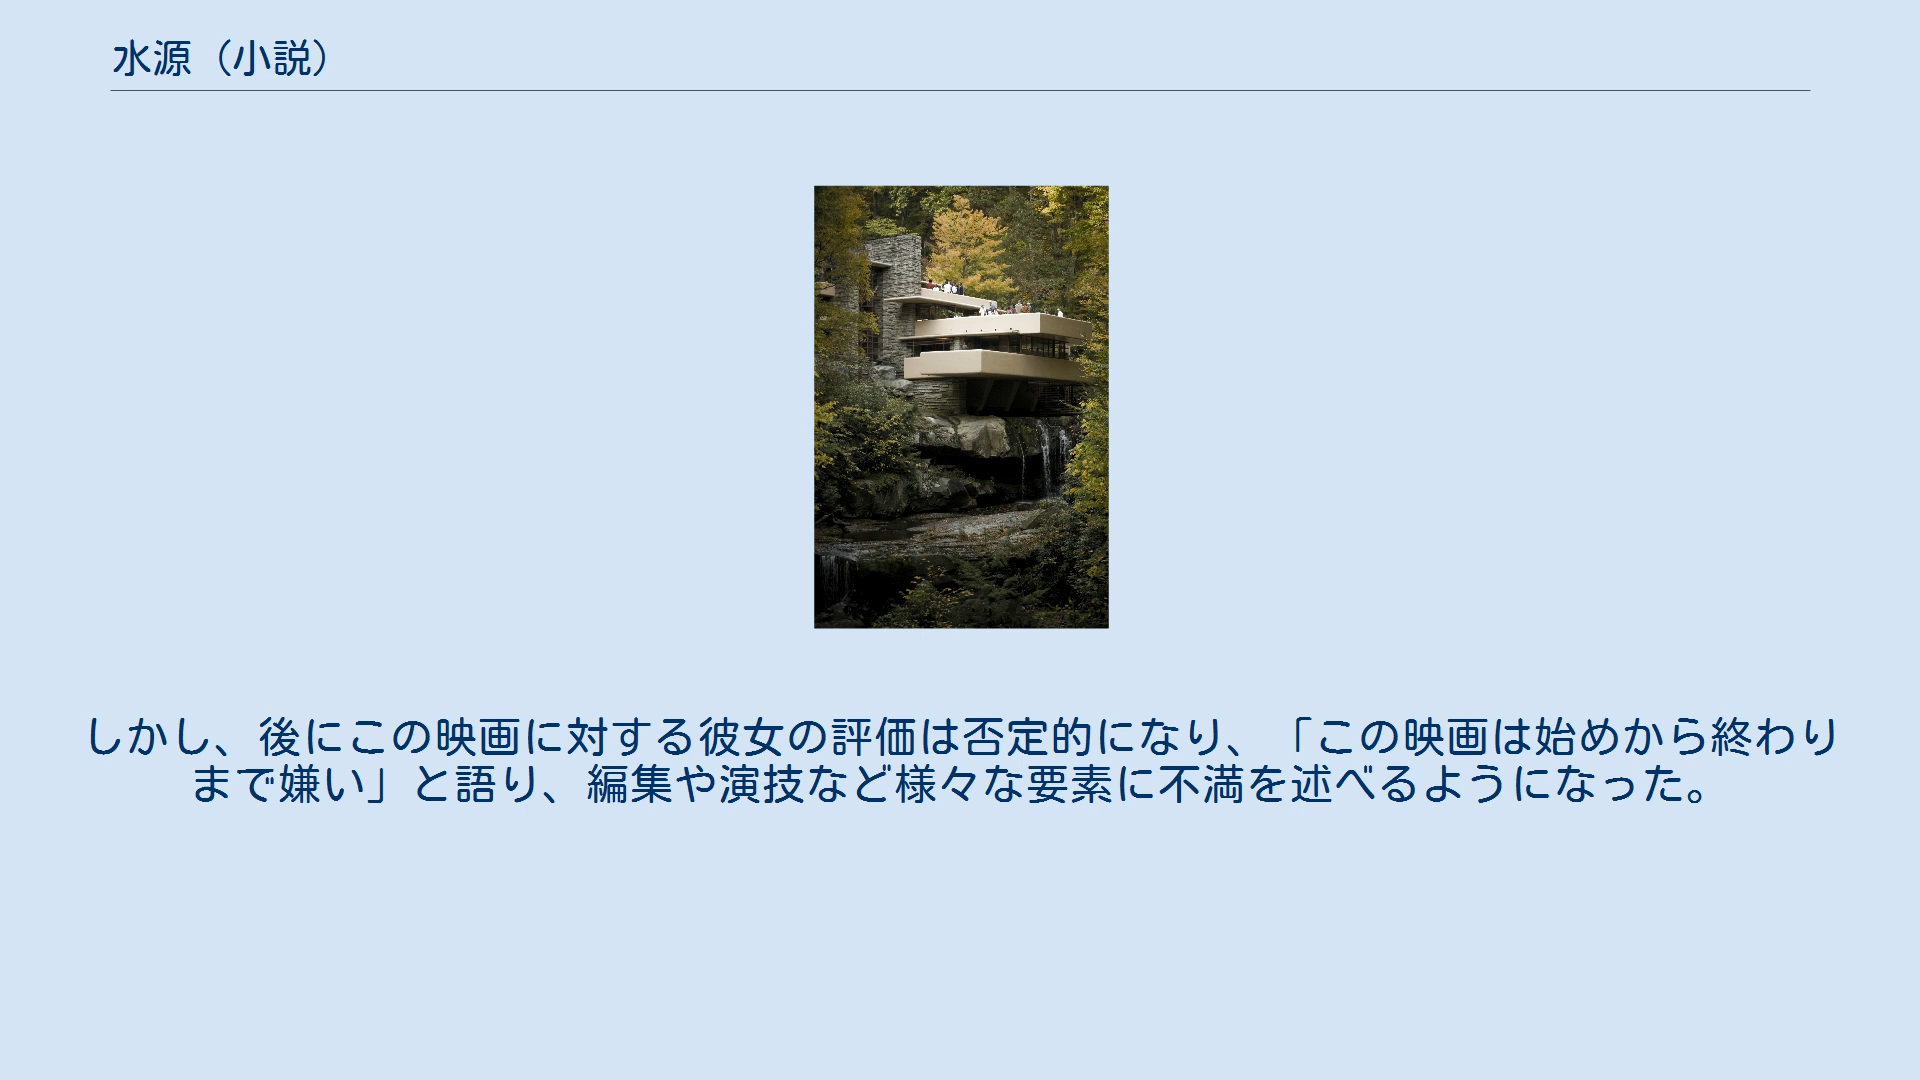 水源（小説）
しかし、後にこの映画に対する彼女の評価は否定的になり、「この映画は始めから終わり
まで嫌い」と語り、編集や演技など様々な要素に不満を述べるようになった。